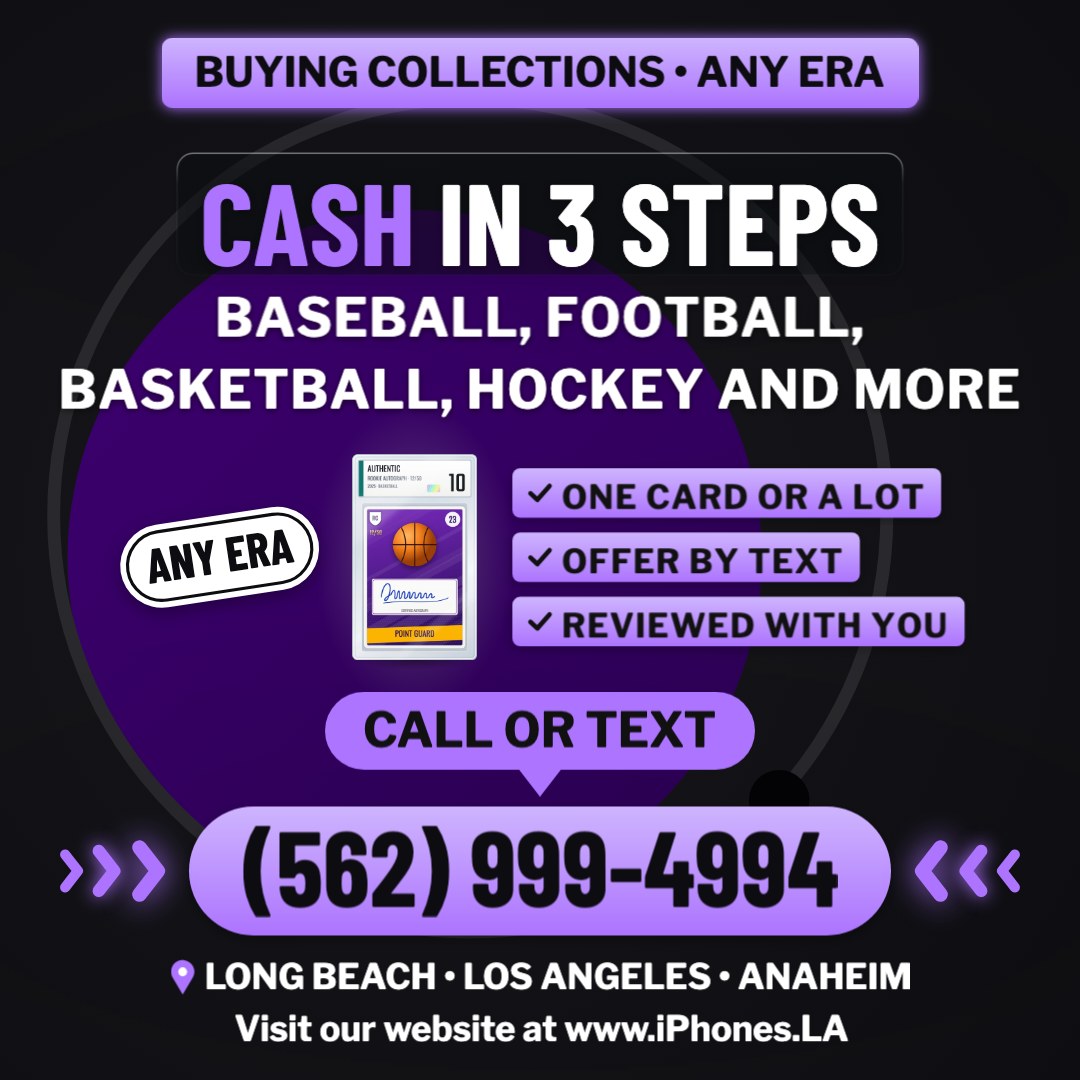 BUYING COLLECTIONS • ANY ERA
CASH IN 3 STEPS
BASEBALL, FOOTBALL,
BASKETBALL, HOCKEY AND MORE
ANY ERA
AUTHENTIC
10
23
POINT GUARD
ONE CARD OR A LOT
OFFER BY TEXT
REVIEWED WITH YOU
CALL OR TEXT
(562) 999-4994
LONG BEACH • LOS ANGELES • ANAHEIM
Visit our website at www.iPhones.LA